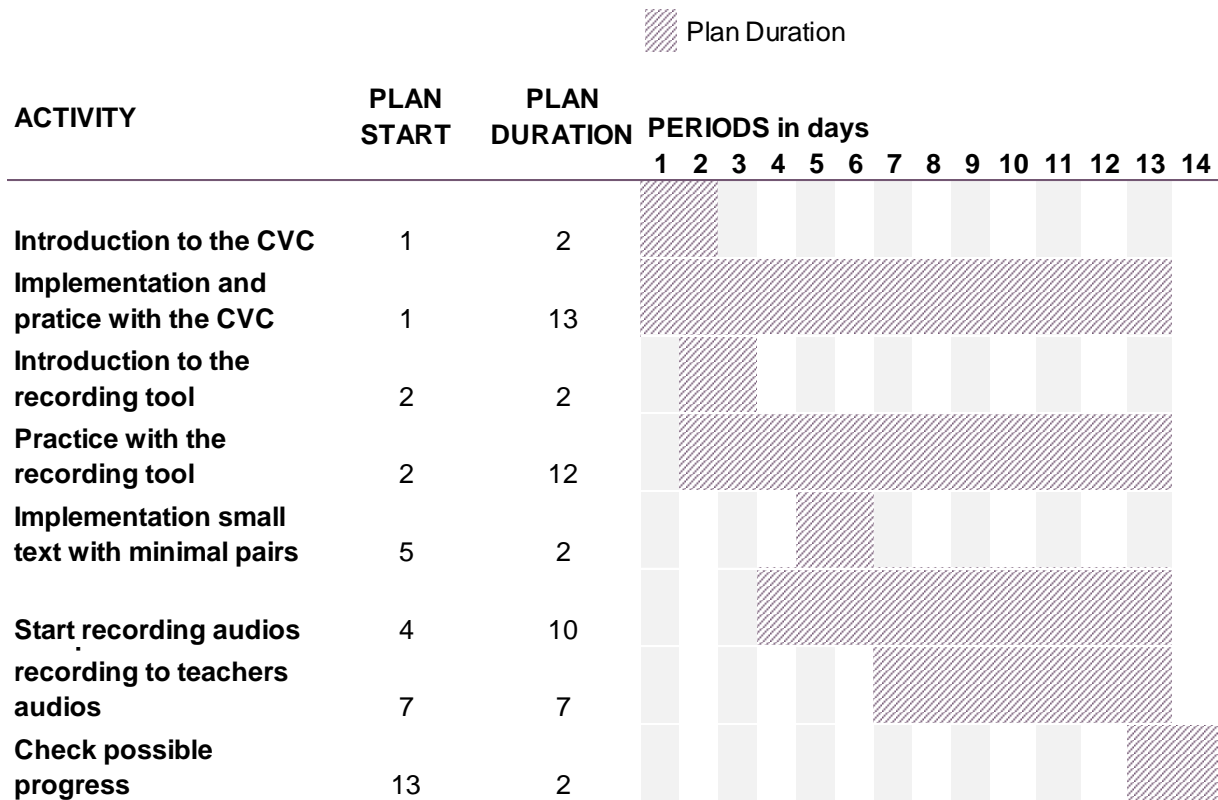 Plan Duration
ACTIVITY PLAN START PLAN DURATION PERIODS in days
1 2 3 4 5 6 7 8 9 10 11 12 13 14
Introduction to the CVC 1 2
Implementation and
pratice with the CVC 1 13
Introduction to the
recording tool 2 2
Practice with the
recording tool 2 12
Implementation small
text with minimal pairs 5 2
Start recording audios 4 10
recording to teachers
audios 7 7
Check possible
progress 13 2